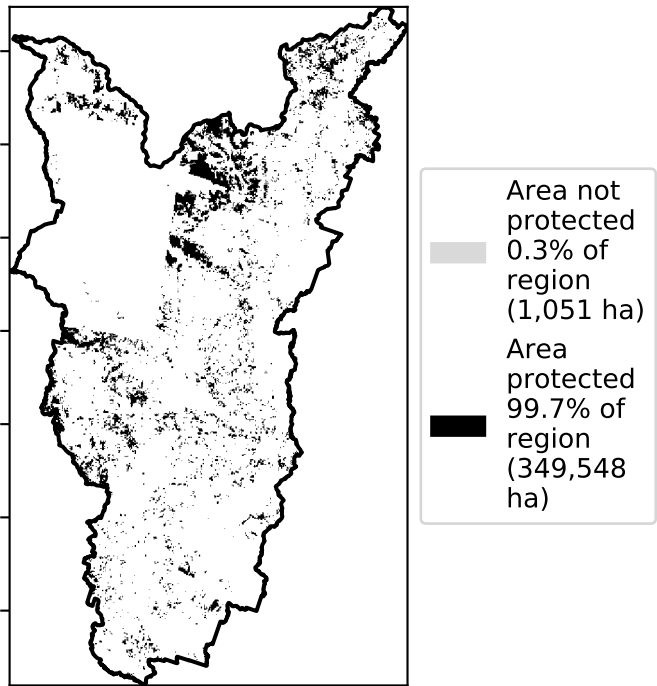 Area not
protected
0.3% of
region
(1,051 ha)
Area
protected
99.7% of
region
(349,548
ha)